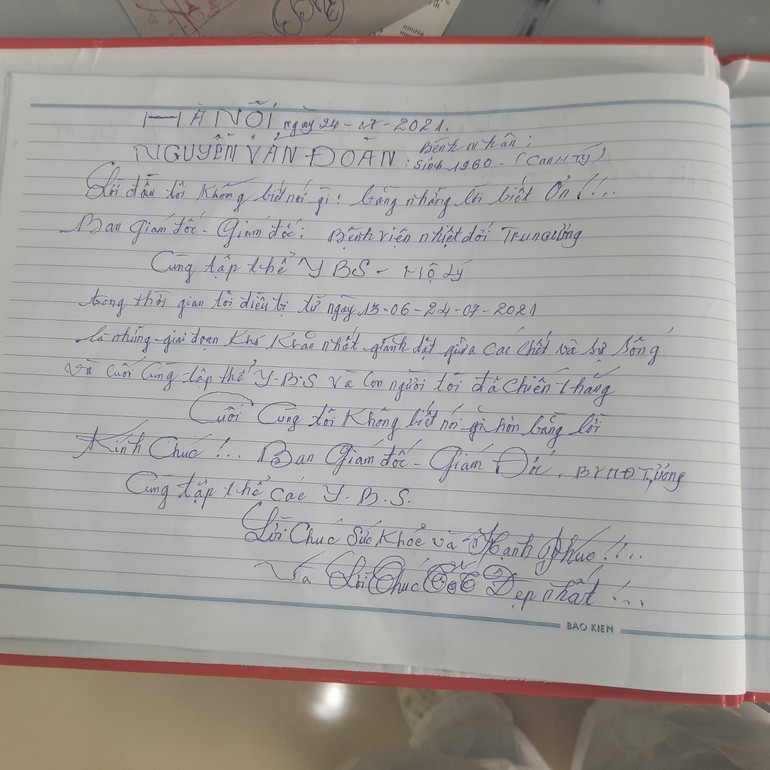 HÀ NỖI ngày 24-07-2021.
NGUYỄN VĂN ĐOÀN : Bệnh nhân :
: Sinh 1960 - (Canh Tý)
Lời đầu tôi không biết nói gì ! bằng nhằng lời biết Ơn !!...
Ban giám đốc - Giám đốc : Bệnh viện nhiệt đới Trung ương
Cùng tập thể Y BS - Hộ Lý
trong thời gian tôi điều trị từ ngày 13-06-24-07-2021
là những giai đoạn khó khăn nhất giành dật giữa cái chết và sự sống
và cuối cùng tập thể Y-B-S và con người tôi đã chiến thắng
Cuối Cùng tôi không biết nói gì hơn bằng lời
Kính Chúc !... Ban Giám đốc - Giám Đốc. BVNĐTƯơng
Cùng tập thể các Y-B.S.
Lời Chúc sức khoẻ và Hạnh phúc !!...
Và Lời Chúc Tốt Đẹp nhất !...
BAO KIEN